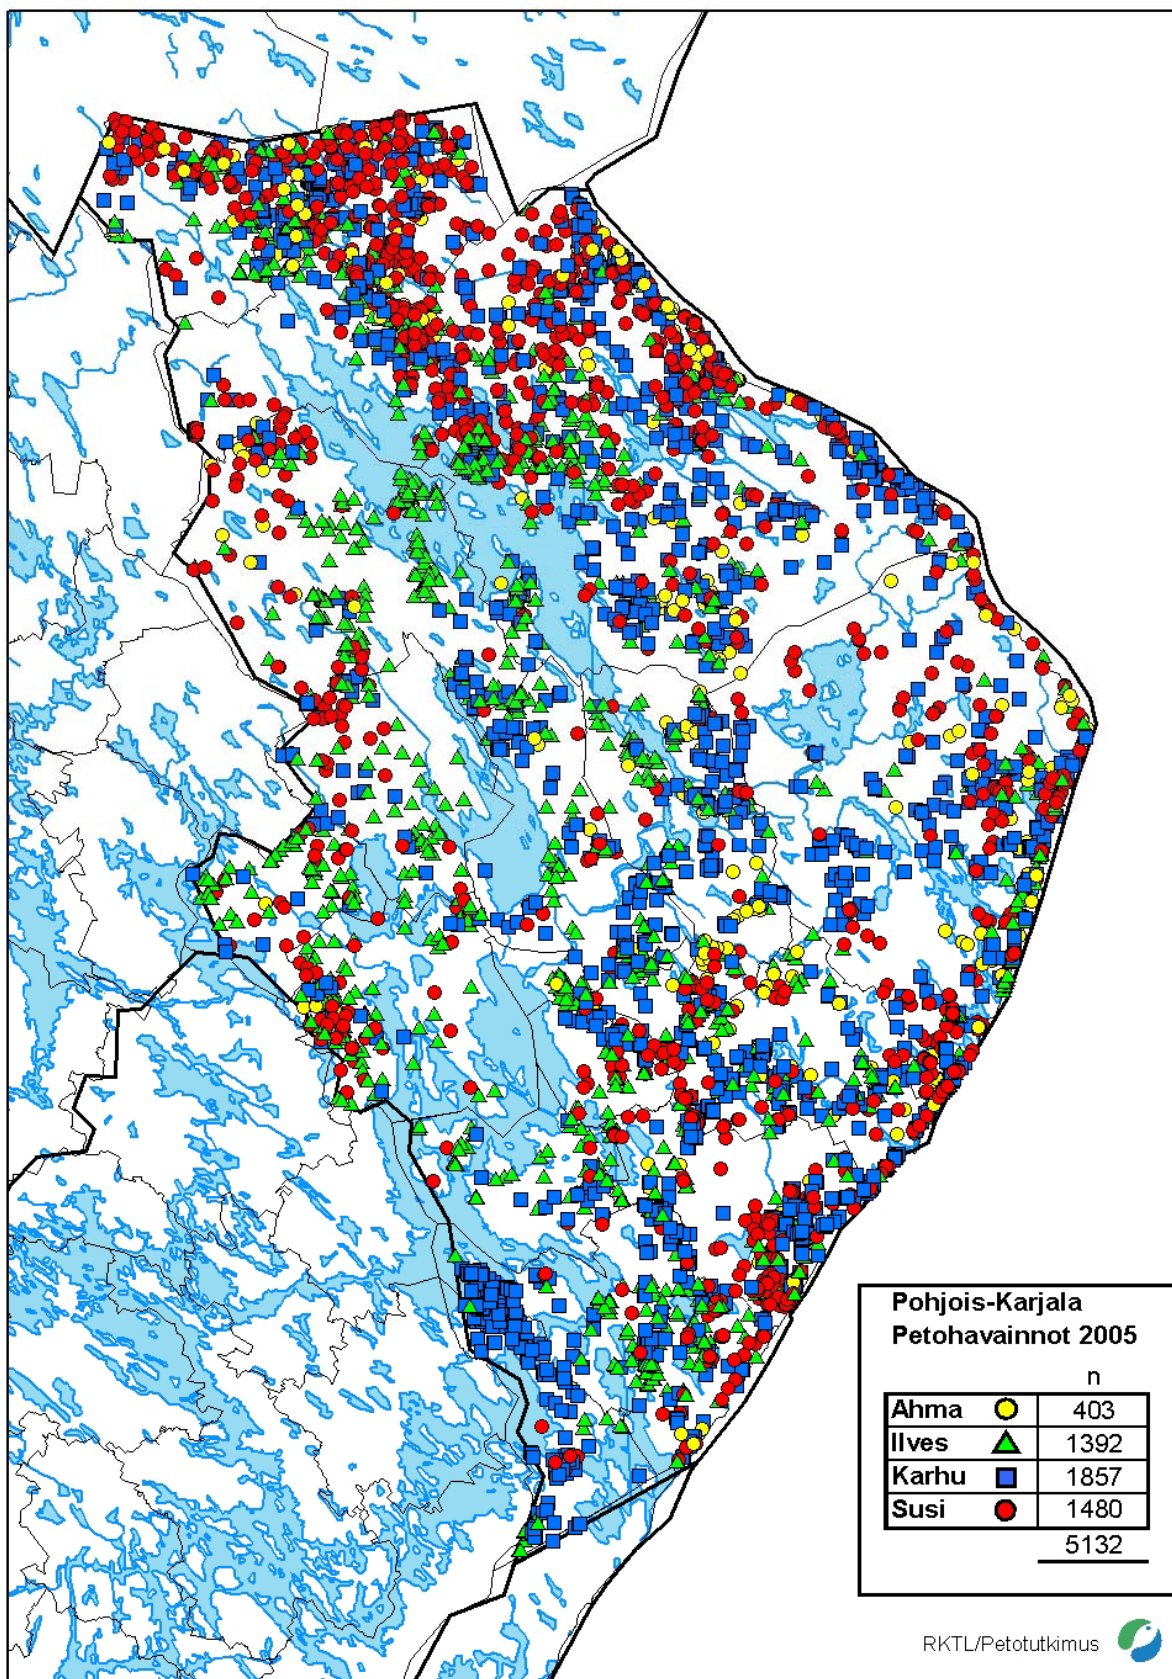 Pohjois-Karjala
Petohavainnot 2005
n
Ahma 403
Ilves 1392
Karhu 1857
Susi 1480
5132
RKTL/Petotutkimus